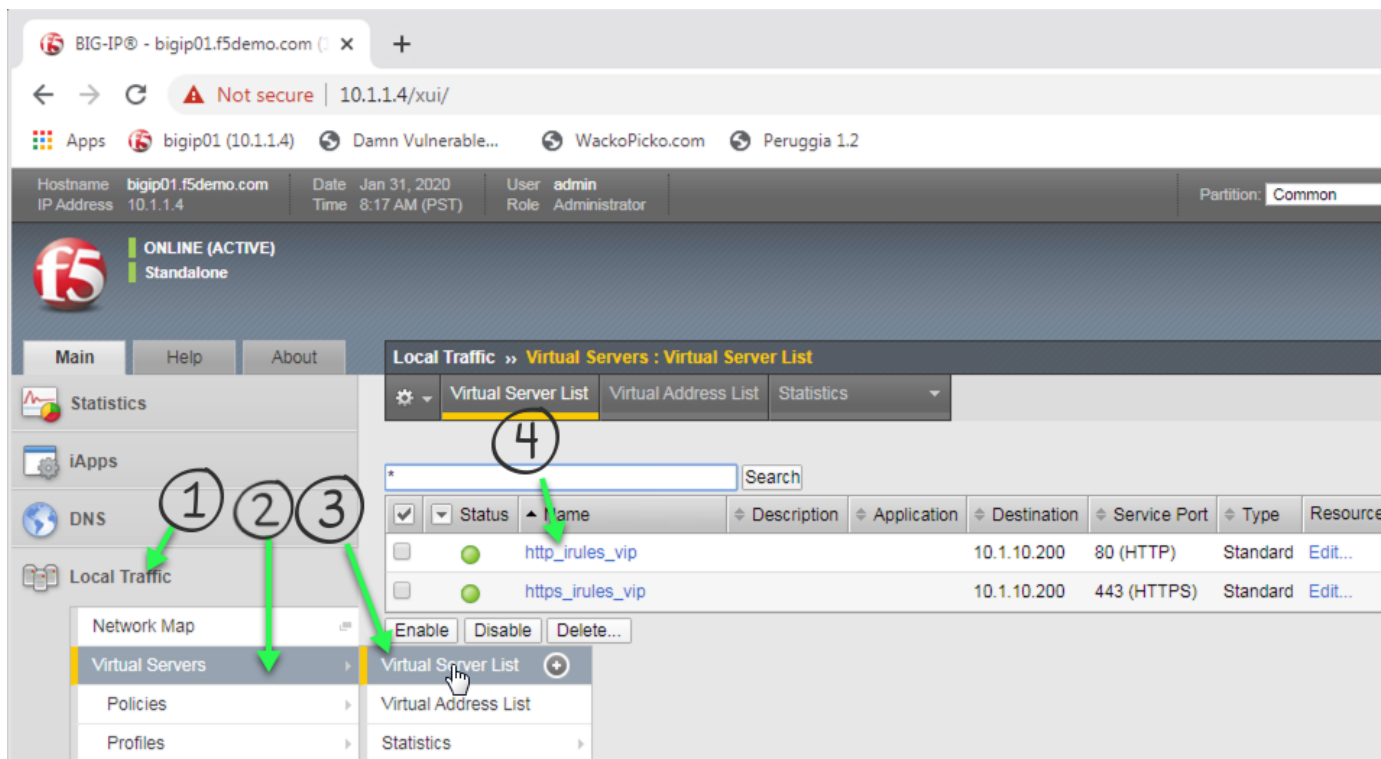 BIG-IP® - bigip01.f5demo.com (
Not secure | 10.1.1.4/xui/
Apps bigip01 (10.1.1.4) Damn Vulnerable... WackoPicko.com Peruggia 1.2
Hostname bigip01.f5demo.com Date Jan 31, 2020 User admin
IP Address 10.1.1.4 Time 8:17 AM (PST) Role Administrator
Partition: Common
f5
ONLINE (ACTIVE)
Standalone
Main Help About
Local Traffic ›› Virtual Servers : Virtual Server List
Virtual Server List Virtual Address List Statistics
Statistics
iApps
DNS
Local Traffic
Network Map
Virtual Servers
Policies
Profiles
1 2 3 4
* Search
Status Name Description Application Destination Service Port Type Resource
http_irules_vip 10.1.10.200 80 (HTTP) Standard Edit...
https_irules_vip 10.1.10.200 443 (HTTPS) Standard Edit...
Enable Disable Delete...
Virtual Server List
Virtual Address List
Statistics